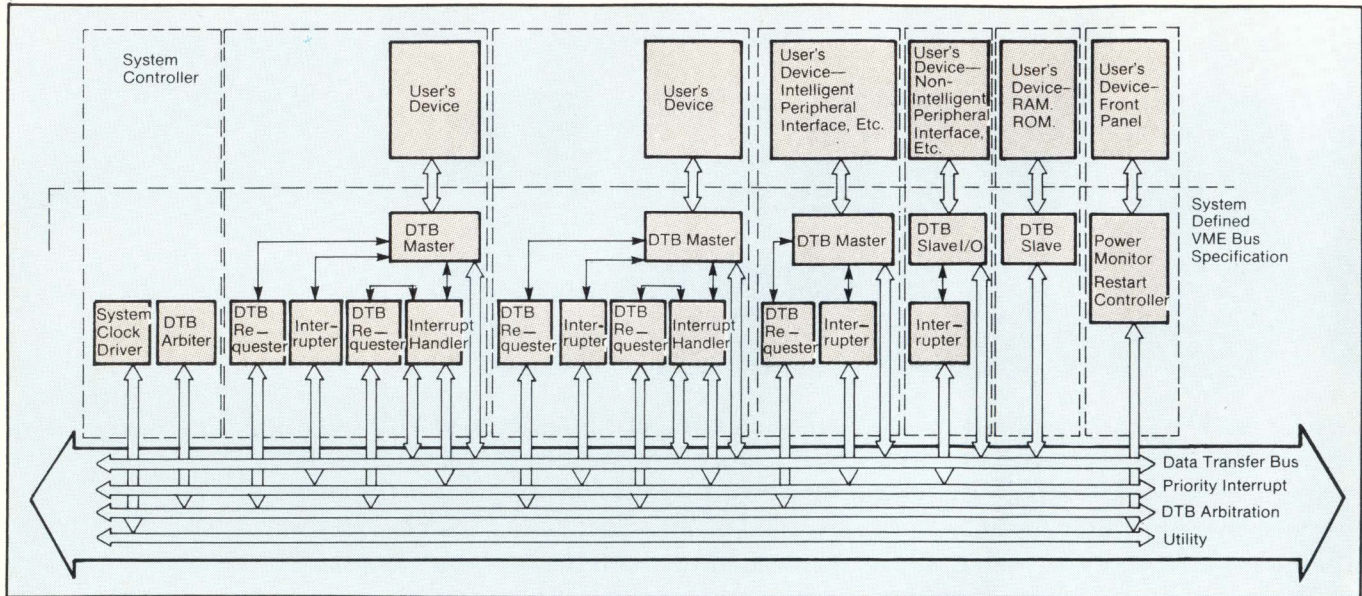 System
Controller
User's
Device
User's
Device
User's
Device—
Intelligent
Peripheral
Interface, Etc.
User's
Device—
Non-
Intelligent
Peripheral
Interface,
Etc.
User's
Device-
RAM.
ROM.
User's
Device-
Front
Panel
System
Defined
VME Bus
Specification
DTB
Master
DTB Master
DTB Master
DTB
Slave I/O
DTB
Slave
Power
Monitor
Restart
Controller
System
Clock
Driver
DTB
Arbiter
DTB
Re—
quester
Inter-
rupter
DTB
Re—
quester
Interrupt
Handler
DTB
Re—
quester
Inter-
rupter
DTB
Re—
quester
Interrupt
Handler
DTB
Re—
quester
Inter-
rupter
Inter-
rupter
Data Transfer Bus
Priority Interrupt
DTB Arbitration
Utility